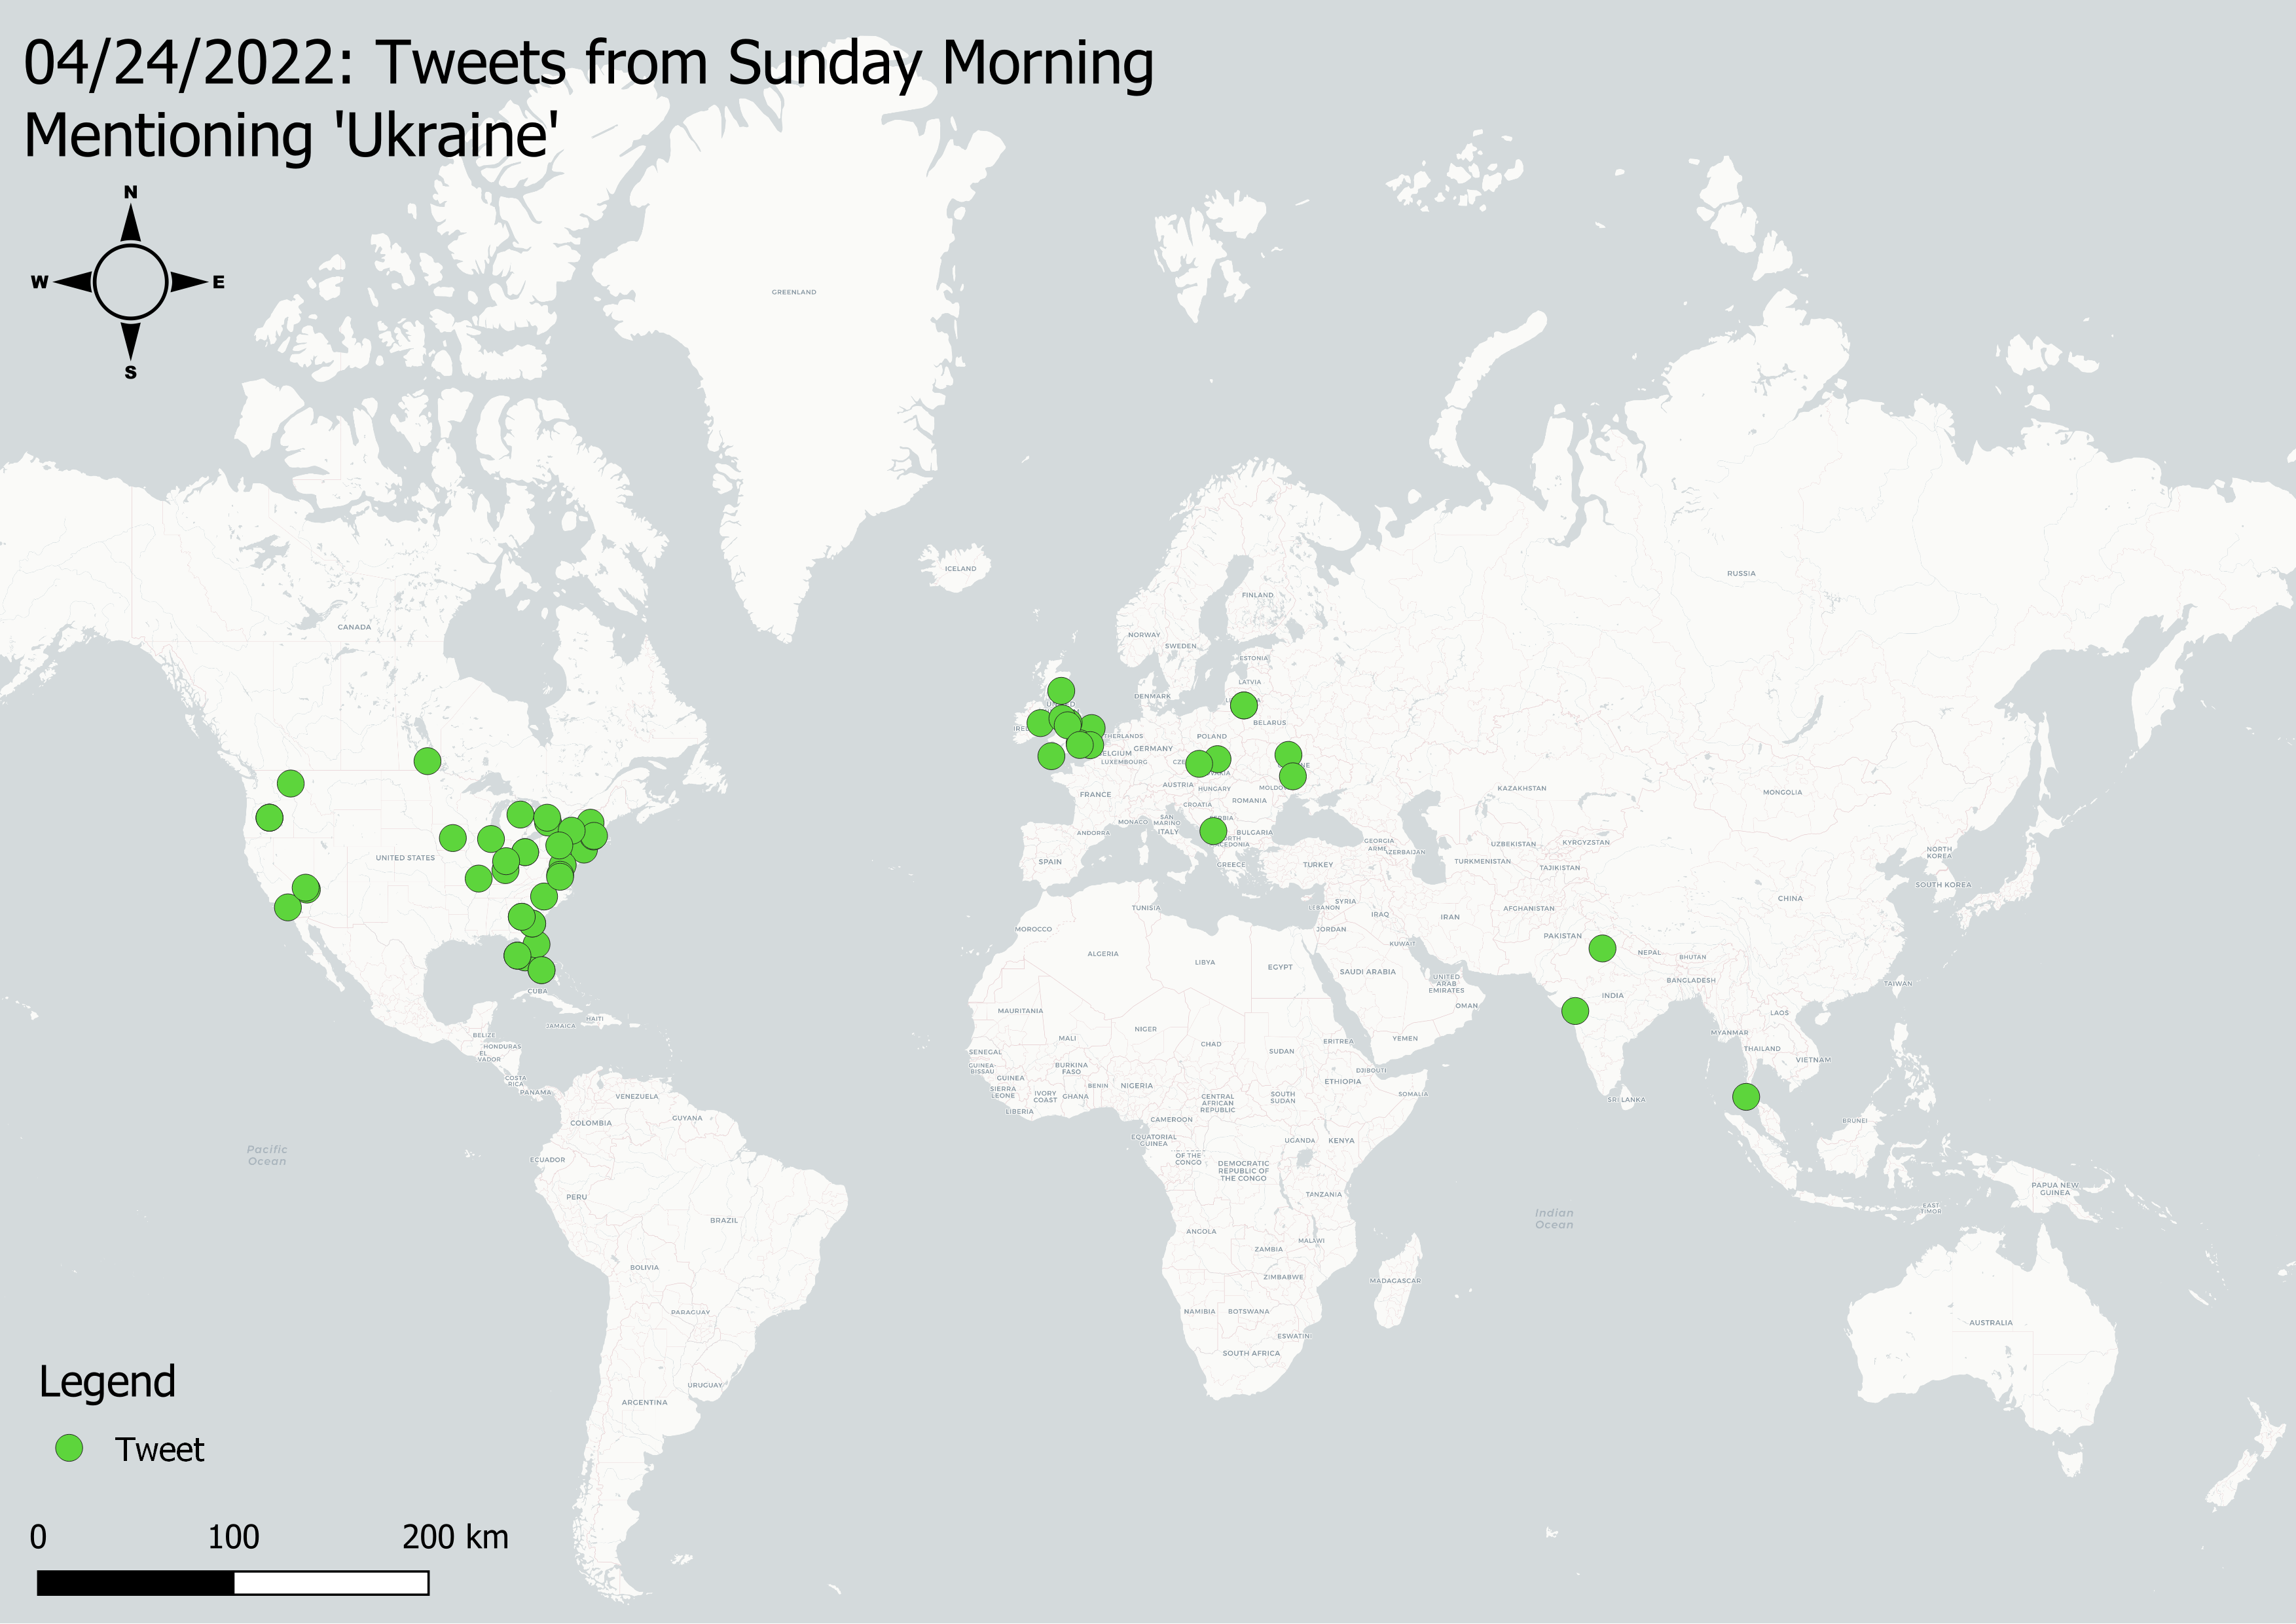 04/24/2022: Tweets from Sunday Morning
Mentioning 'Ukraine'
N
W
E
S
GREENLAND
ICELAND
RUSSIA
CANADA
FINLAND
NORWAY
SWEDEN
ESTONIA
LATVIA
DENMARK
BELARUS
POLAND
GERMANY
LUXEMBOURG
AUSTRIA
HUNGARY
FRANCE
ROMANIA
CROATIA
MONACO
SAN
MARINO
ITALY
ANDORRA
BULGARIA
SPAIN
GREECE
TURKEY
GEORGIA
KAZAKHSTAN
MONGOLIA
UZBEKISTAN
KYRGYZSTAN
TURKMENISTAN
TAJIKISTAN
NORTH
KOREA
SOUTH KOREA
CHINA
UNITED STATES
TUNISIA
LEBANON
SYRIA
IRAQ
IRAN
AFGHANISTAN
MOROCCO
JORDAN
PAKISTAN
ALGERIA
LIBYA
EGYPT
KUWAIT
SAUDI ARABIA
UNITED
ARAB
EMIRATES
NEPAL
BHUTAN
BANGLADESH
TAIWAN
INDIA
OMAN
CUBA
HAITI
JAMAICA
MAURITANIA
MALI
NIGER
CHAD
SUDAN
ERITREA
YEMEN
MYANMAR
LAOS
THAILAND
VIETNAM
BELIZE
HONDURAS
EL
VADOR
SENEGAL
GUINEA-
BISSAU
GUINEA
BURKINA
FASO
BENIN
NIGERIA
DJIBOUTI
ETHIOPIA
COSTA
RICA
PANAMA
VENEZUELA
SIERRA
LEONE
IVORY
COAST
GHANA
LIBERIA
CENTRAL
AFRICAN
REPUBLIC
SOUTH
SUDAN
SOMALIA
SRI LANKA
GUYANA
COLOMBIA
CAMEROON
BRUNEI
Pacific
Ocean
EQUATORIAL
GUINEA
UGANDA
KENYA
ECUADOR
OF THE
CONGO
DEMOCRATIC
REPUBLIC OF
THE CONGO
PERU
TANZANIA
PAPUA NEW
GUINEA
BRAZIL
EAST
TIMOR
Indian
Ocean
ANGOLA
MALAWI
ZAMBIA
BOLIVIA
ZIMBABWE
MADAGASCAR
PARAGUAY
NAMIBIA
BOTSWANA
AUSTRALIA
ESWATINI
SOUTH AFRICA
URUGUAY
ARGENTINA
Legend
Tweet
0
100
200 km